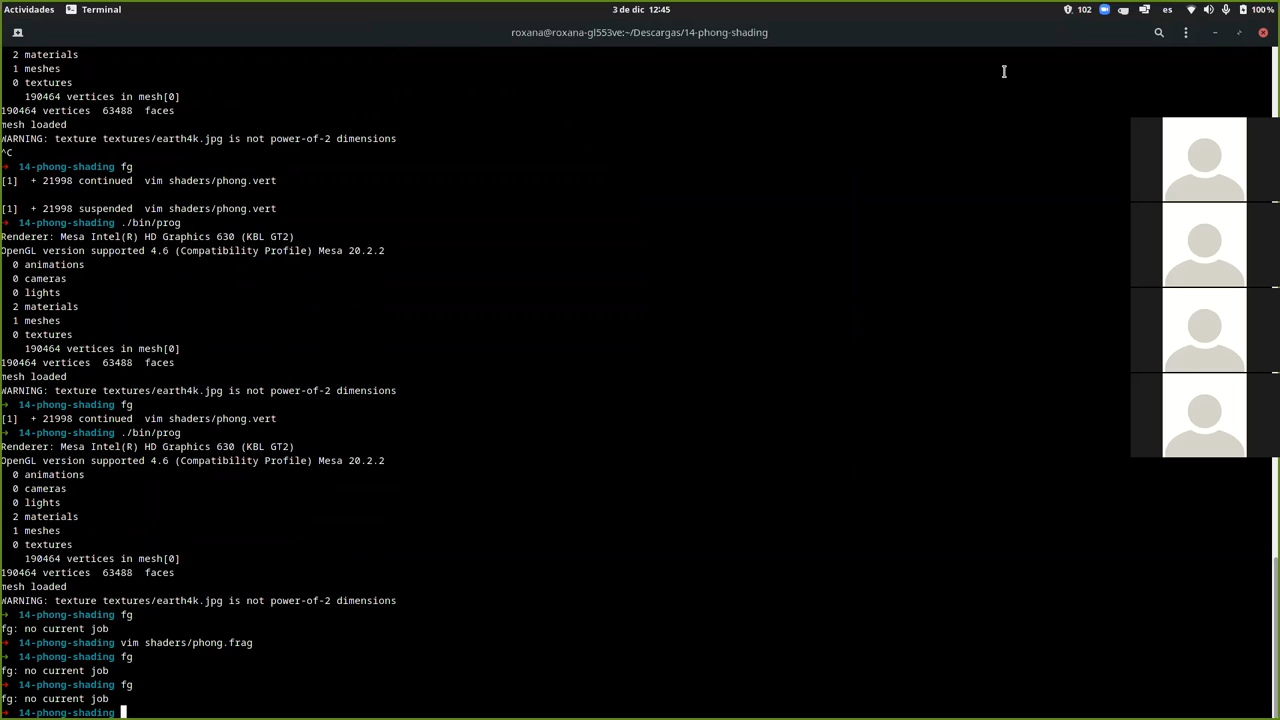 Actividades Terminal 3 de dic 12:45 102 es 100 %
roxana@roxana-gl553ve:~/Descargas/14-phong-shading
2 materials
1 meshes
0 textures
190464 vertices in mesh[0]
190464 vertices 63488 faces
mesh loaded
WARNING: texture textures/earth4k.jpg is not power-of-2 dimensions
^C
→ 14-phong-shading fg
[1] + 21998 continued vim shaders/phong.vert
[1] + 21998 suspended vim shaders/phong.vert
→ 14-phong-shading ./bin/prog
Renderer: Mesa Intel(R) HD Graphics 630 (KBL GT2)
OpenGL version supported 4.6 (Compatibility Profile) Mesa 20.2.2
0 animations
0 cameras
0 lights
2 materials
1 meshes
0 textures
190464 vertices in mesh[0]
190464 vertices 63488 faces
mesh loaded
WARNING: texture textures/earth4k.jpg is not power-of-2 dimensions
→ 14-phong-shading fg
[1] + 21998 continued vim shaders/phong.vert
→ 14-phong-shading ./bin/prog
Renderer: Mesa Intel(R) HD Graphics 630 (KBL GT2)
OpenGL version supported 4.6 (Compatibility Profile) Mesa 20.2.2
0 animations
0 cameras
0 lights
2 materials
1 meshes
0 textures
190464 vertices in mesh[0]
190464 vertices 63488 faces
mesh loaded
WARNING: texture textures/earth4k.jpg is not power-of-2 dimensions
→ 14-phong-shading fg
fg: no current job
→ 14-phong-shading vim shaders/phong.frag
→ 14-phong-shading fg
fg: no current job
→ 14-phong-shading fg
fg: no current job
→ 14-phong-shading